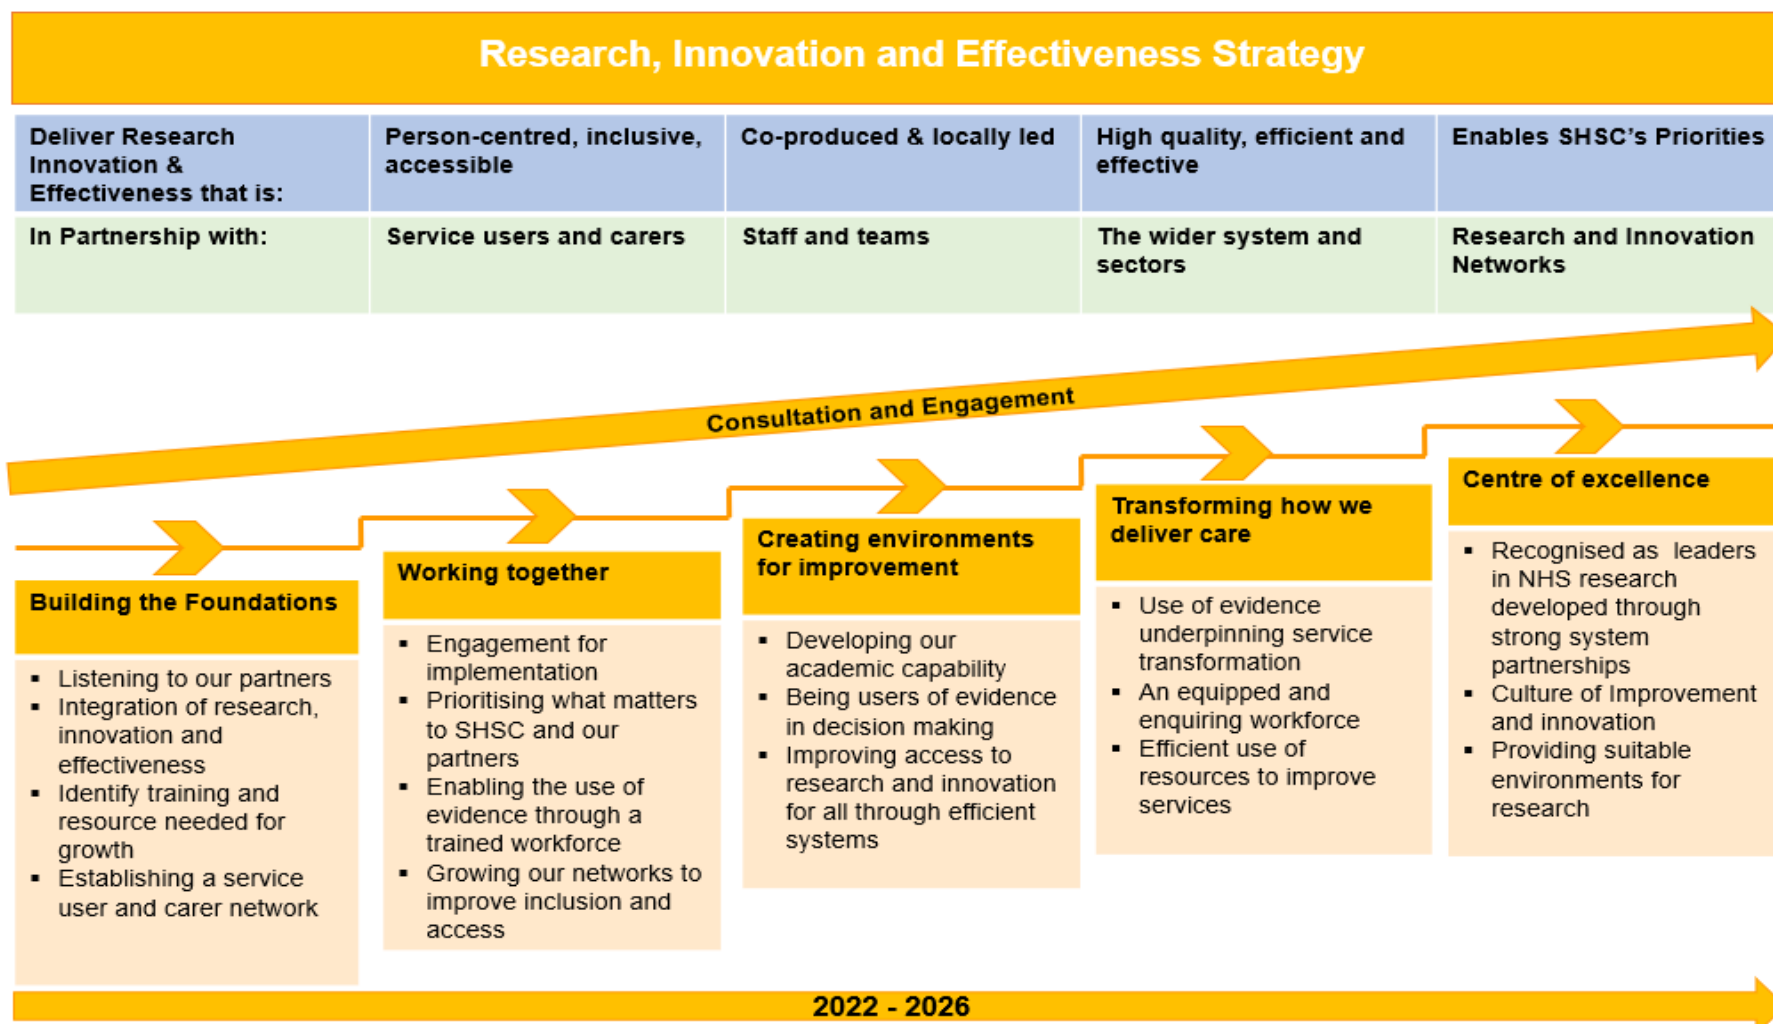 Research, Innovation and Effectiveness Strategy
Deliver Research
Innovation &
Effectiveness that is:
Person-centred, inclusive,
accessible
Co-produced & locally led
High quality, efficient and
effective
Enables SHSC's Priorities
In Partnership with:
Service users and carers
Staff and teams
The wider system and
sectors
Research and Innovation
Networks
Consultation and Engagement
Building the Foundations
▪ Listening to our partners
▪ Integration of research,
innovation and
effectiveness
▪ Identify training and
resource needed for
growth
▪ Establishing a service
user and carer network
Working together
▪ Engagement for
implementation
▪ Prioritising what matters
to SHSC and our
partners
▪ Enabling the use of
evidence through a
trained workforce
▪ Growing our networks to
improve inclusion and
access
Creating environments
for improvement
▪ Developing our
academic capability
▪ Being users of evidence
in decision making
▪ Improving access to
research and innovation
for all through efficient
systems
Transforming how we
deliver care
▪ Use of evidence
underpinning service
transformation
▪ An equipped and
enquiring workforce
▪ Efficient use of
resources to improve
services
Centre of excellence
▪ Recognised as leaders
in NHS research
developed through
strong system
partnerships
▪ Culture of Improvement
and innovation
▪ Providing suitable
environments for
research
2022 - 2026